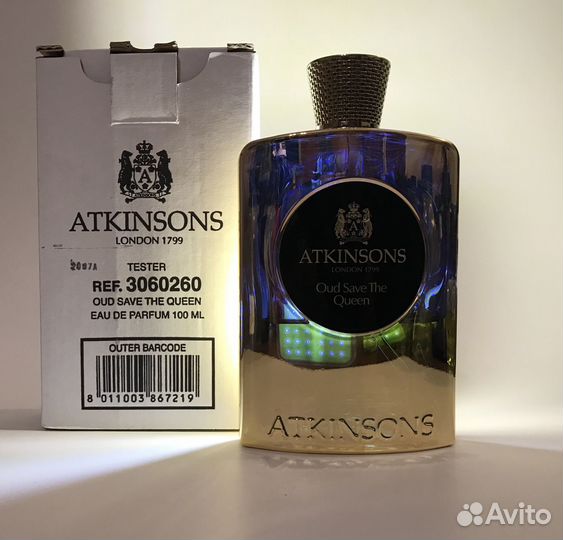 ATKINSONS
LONDON 1799
2007A
TESTER
REF. 3060260
OUD SAVE THE QUEEN
EAU DE PARFUM 100 ML
OUTER BARCODE
8 011003 867219
A
ATKINSONS
LONDON 1799
Oud Save The
Queen
ATKINSONS
Avito